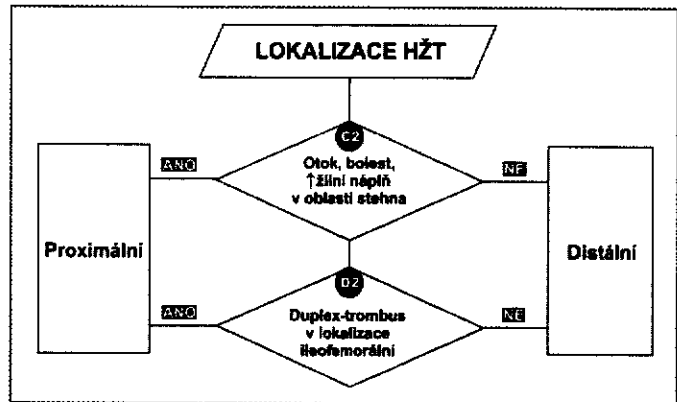 LOKALIZACE HŽT
C2
ANO
Otok, bolest,
↑žilní náplň
v oblasti stehna
NE
Proximální
Distální
D2
ANO
Duplex-trombus
v lokalizace
ileofemorální
NE